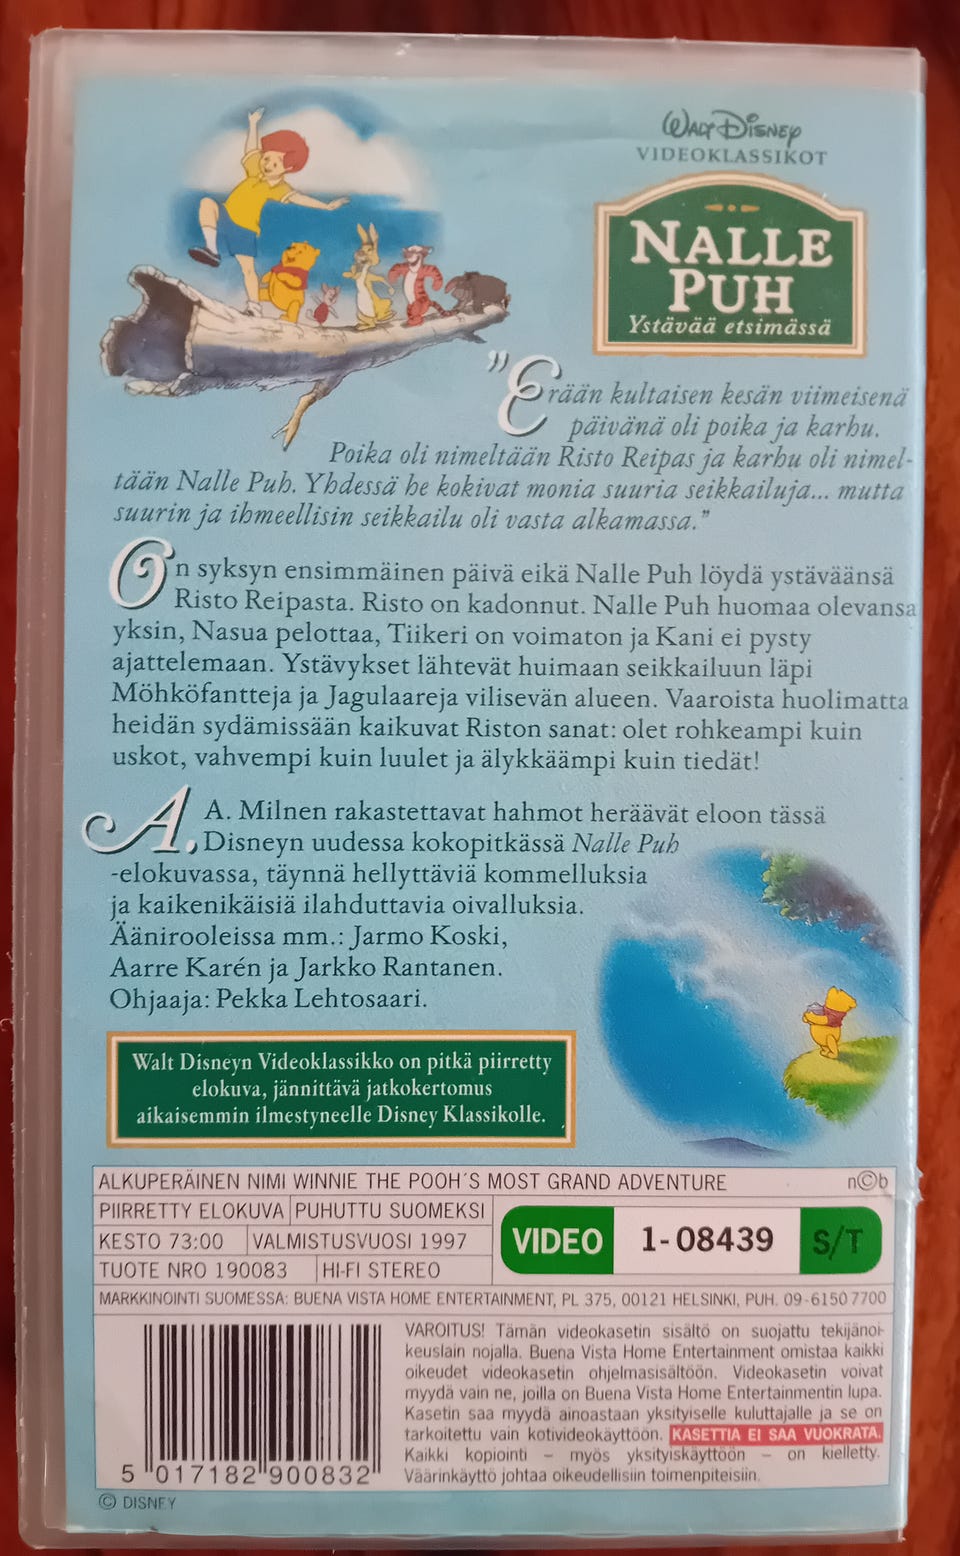 Walt Disney
VIDEOKLASSIKOT
NALLE
PUH
Ystävää etsimässä
"Erään kultaisen kesän viimeisenä
päivänä oli poika ja karhu.
Poika oli nimeltään Risto Reipas ja karhu oli nimel-
tään Nalle Puh. Yhdessä he kokivat monia suuria seikkailuja... mutta
suurin ja ihmeellisin seikkailu oli vasta alkamassa."
On syksyn ensimmäinen päivä eikä Nalle Puh löydä ystäväänsä
Risto Reipasta. Risto on kadonnut. Nalle Puh huomaa olevansa
yksin, Nasua pelottaa, Tiikeri on voimaton ja Kani ei pysty
ajattelemaan. Ystävykset lähtevät huimaan seikkailuun läpi
Möhköfantteja ja Jagulaareja vilisevän alueen. Vaaroista huolimatta
heidän sydämissään kaikuvat Riston sanat: olet rohkeampi kuin
uskot, vahvempi kuin luulet ja älykkäämpi kuin tiedät!
A. A. Milnen rakastettavat hahmot heräävät eloon tässä
Disneyn uudessa kokopitkässä Nalle Puh
-elokuvassa, täynnä hellyttäviä kommelluksia
ja kaikenikäisiä ilahduttavia oivalluksia.
Äänirooleissa mm.: Jarmo Koski,
Aarre Karén ja Jarkko Rantanen.
Ohjaaja: Pekka Lehtosaari.
Walt Disneyn Videoklassikko on pitkä piirretty
elokuva, jännittävä jatkokertomus
aikaisemmin ilmestyneelle Disney Klassikolle.
ALKUPERÄINEN NIMI WINNIE THE POOH´S MOST GRAND ADVENTURE n©b
PIIRRETTY ELOKUVA PUHUTTU SUOMEKSI
KESTO 73:00 VALMISTUSVUOSI 1997
VIDEO 1-08439 S/T
TUOTE NRO 190083 HI-FI STEREO
MARKKINOINTI SUOMESSA: BUENA VISTA HOME ENTERTAINMENT, PL 375, 00121 HELSINKI, PUH. 09-6150 7700
VAROITUS! Tämän videokasetin sisältö on suojattu tekijänoi-
keuslain nojalla. Buena Vista Home Entertainment omistaa kaikki
oikeudet videokasetin ohjelmasisältöön. Videokasetin voivat
myydä vain ne, joilla on Buena Vista Home Entertainmentin lupa.
Kasetin saa myydä ainoastaan yksityiselle kuluttajalle ja se on
tarkoitettu vain kotivideokäyttöön. KASETTIA EI SAA VUOKRATA.
Kaikki kopiointi – myös yksityiskäyttöön – on kielletty.
Väärinkäyttö johtaa oikeudellisiin toimenpiteisiin.
5 017182 900832
© DISNEY